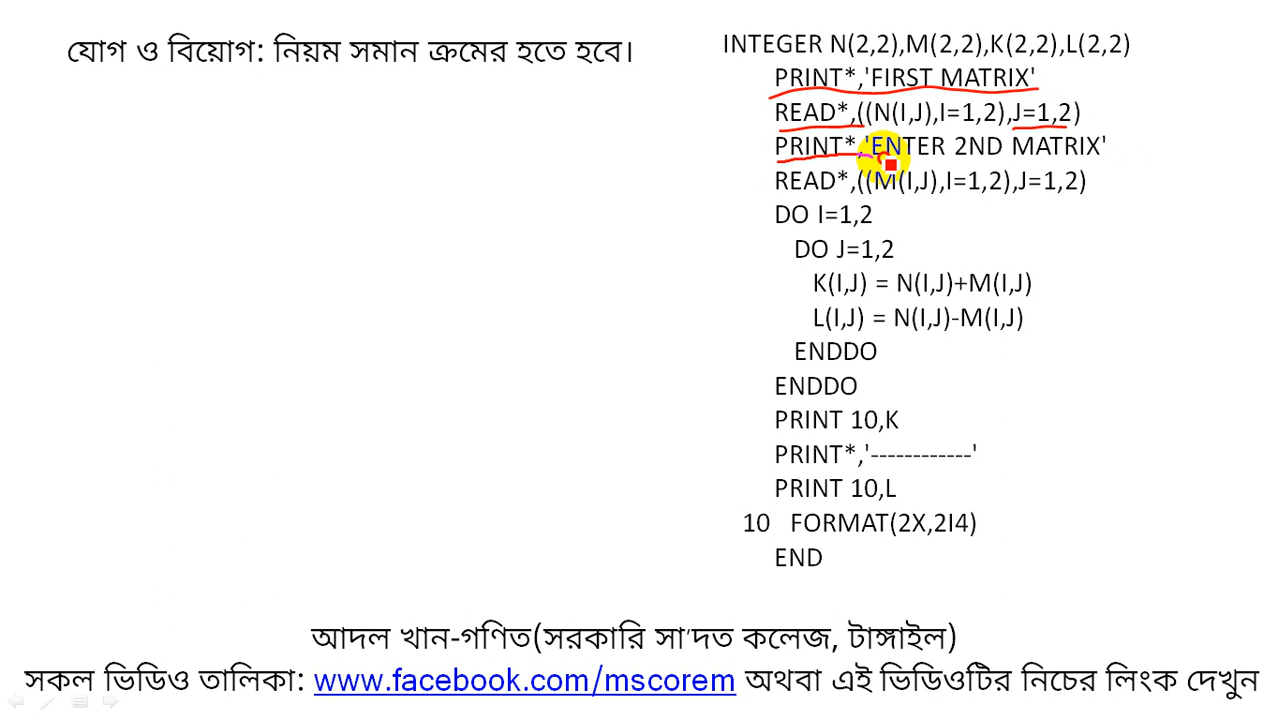 যোগ ও বিয়োগ: নিয়ম সমান ক্রমের হতে হবে।
INTEGER N(2,2),M(2,2),K(2,2),L(2,2)
PRINT*,'FIRST MATRIX'
READ*,((N(I,J),I=1,2),J=1,2)
PRINT*,'ENTER 2ND MATRIX'
READ*,((M(I,J),I=1,2),J=1,2)
DO I=1,2
DO J=1,2
K(I,J) = N(I,J)+M(I,J)
L(I,J) = N(I,J)-M(I,J)
ENDDO
ENDDO
PRINT 10,K
PRINT*,'------------'
PRINT 10,L
10 FORMAT(2X,2I4)
END
আদল খান-গণিত(সরকারি সা'দত কলেজ, টাঙ্গাইল)
সকল ভিডিও তালিকা: www.facebook.com/mscorem অথবা এই ভিডিওটির নিচের লিংক দেখুন